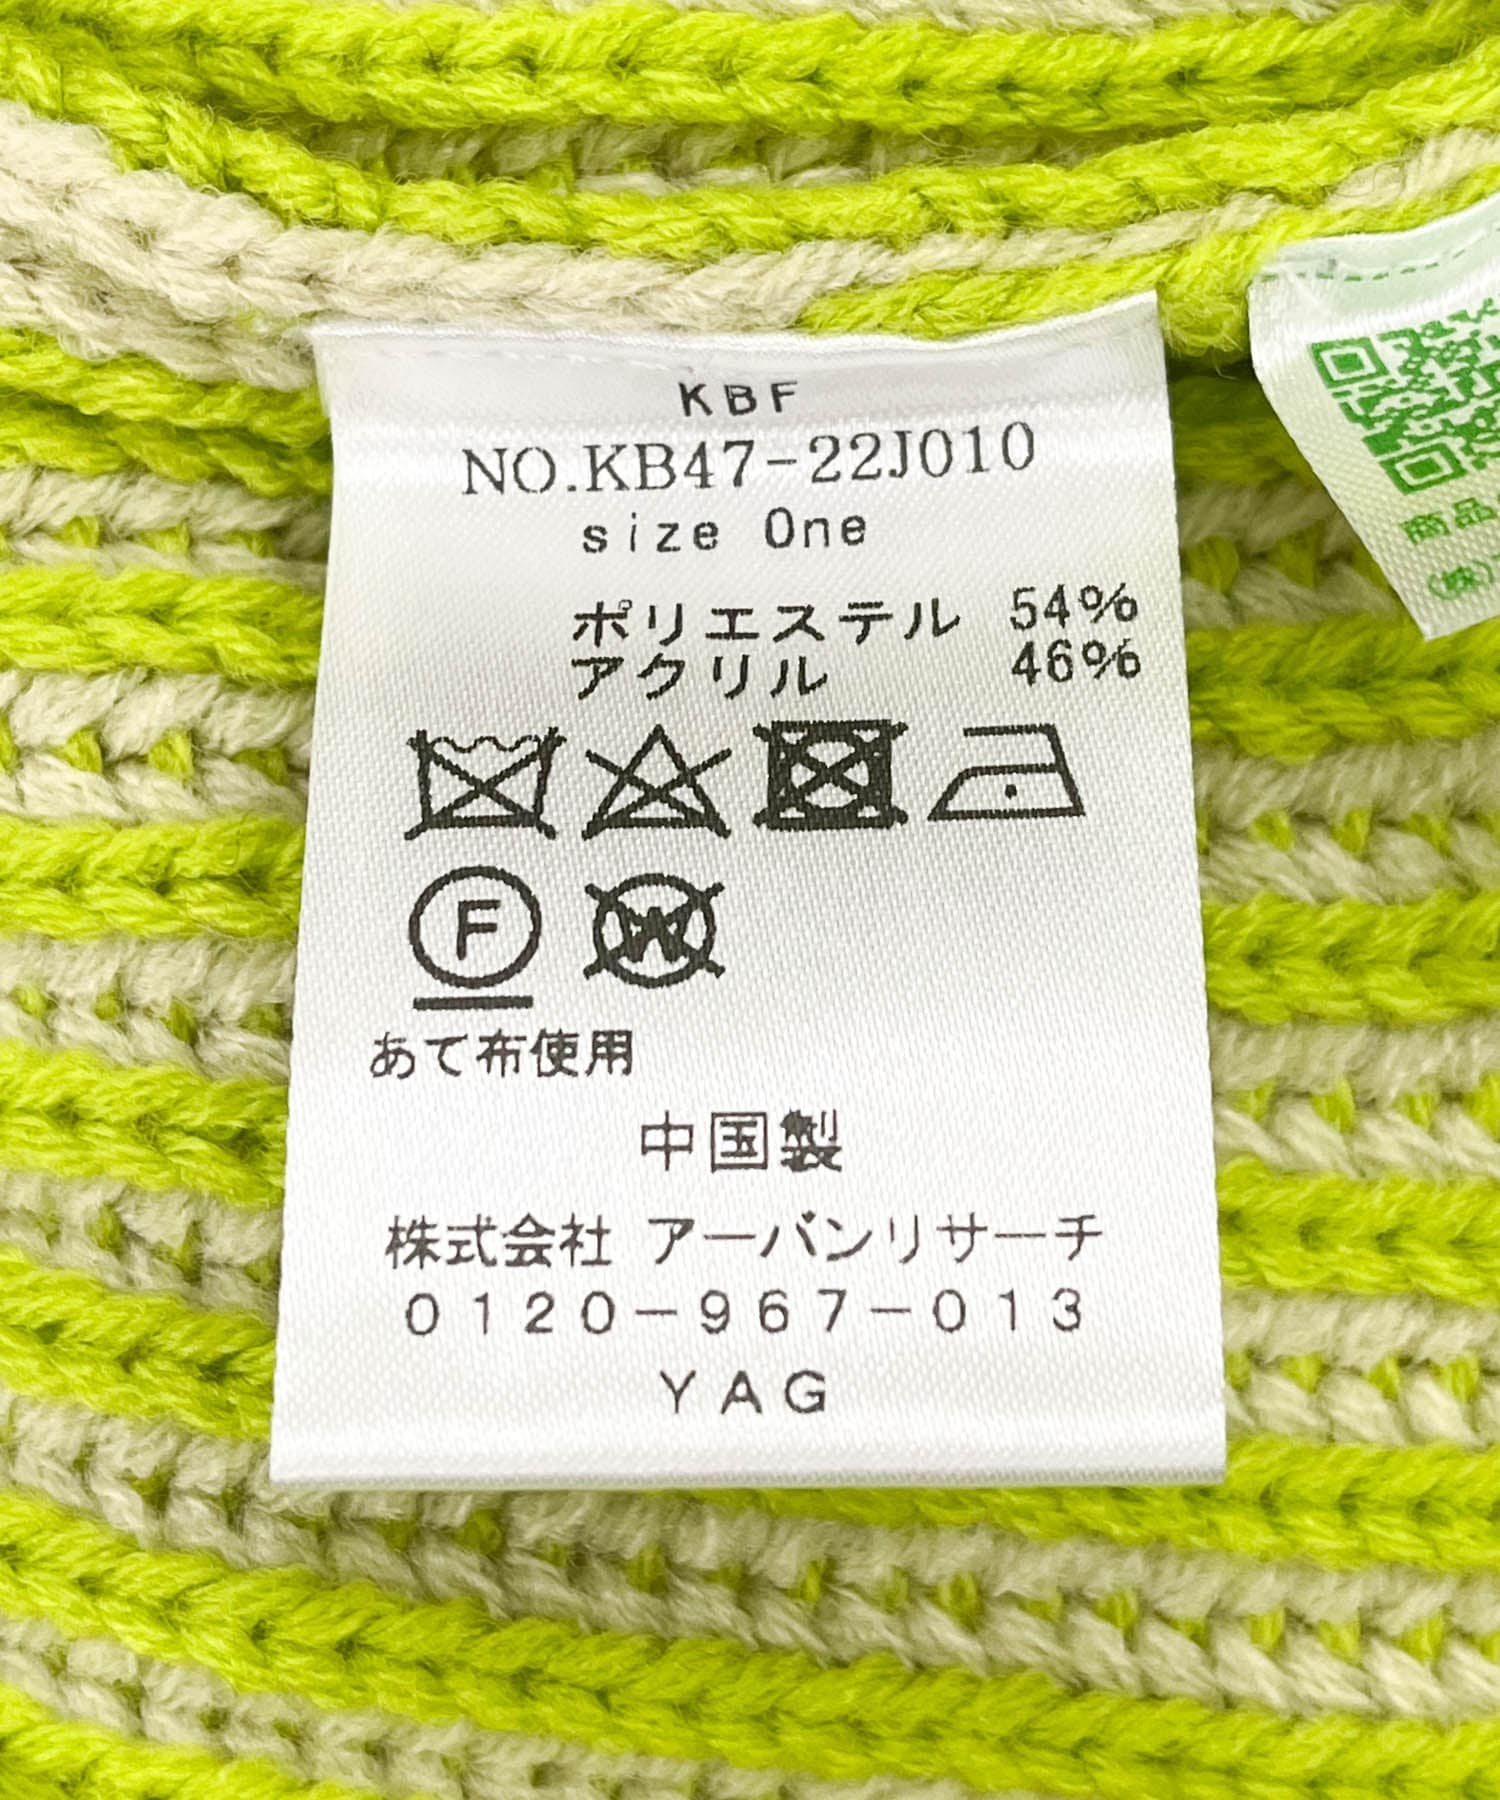 KBF
NO.KB47-22J010
size One
ポリエステル 54%
アクリル 46%
F
W
あて布使用
中国製
株式会社 アーバンリサーチ
0120-967-013
YAG
商品
(株)